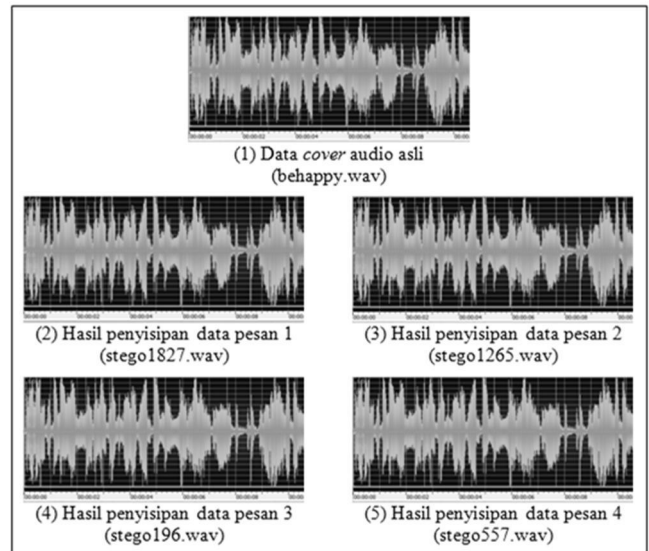 (1) Data cover audio asli
(behappy.wav)
(2) Hasil penyisipan data pesan 1
(stego1827.wav)
(3) Hasil penyisipan data pesan 2
(stego1265.wav)
(4) Hasil penyisipan data pesan 3
(stego196.wav)
(5) Hasil penyisipan data pesan 4
(stego557.wav)